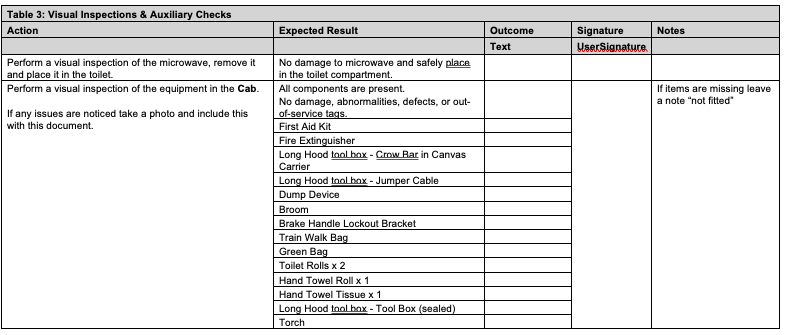 Table 3: Visual Inspections & Auxiliary Checks
Action Expected Result Outcome Signature Notes
Text UserSignature
Perform a visual inspection of the microwave, remove it
and place it in the toilet.
No damage to microwave and safely place
in the toilet compartment.
Perform a visual inspection of the equipment in the Cab.
If any issues are noticed take a photo and include this
with this document.
All components are present.
No damage, abnormalities, defects, or out-
of-service tags.
If items are missing leave
a note “not fitted”
First Aid Kit
Fire Extinguisher
Long Hood tool box - Crow Bar in Canvas
Carrier
Long Hood tool box - Jumper Cable
Dump Device
Broom
Brake Handle Lockout Bracket
Train Walk Bag
Green Bag
Toilet Rolls x 2
Hand Towel Roll x 1
Hand Towel Tissue x 1
Long Hood tool box - Tool Box (sealed)
Torch